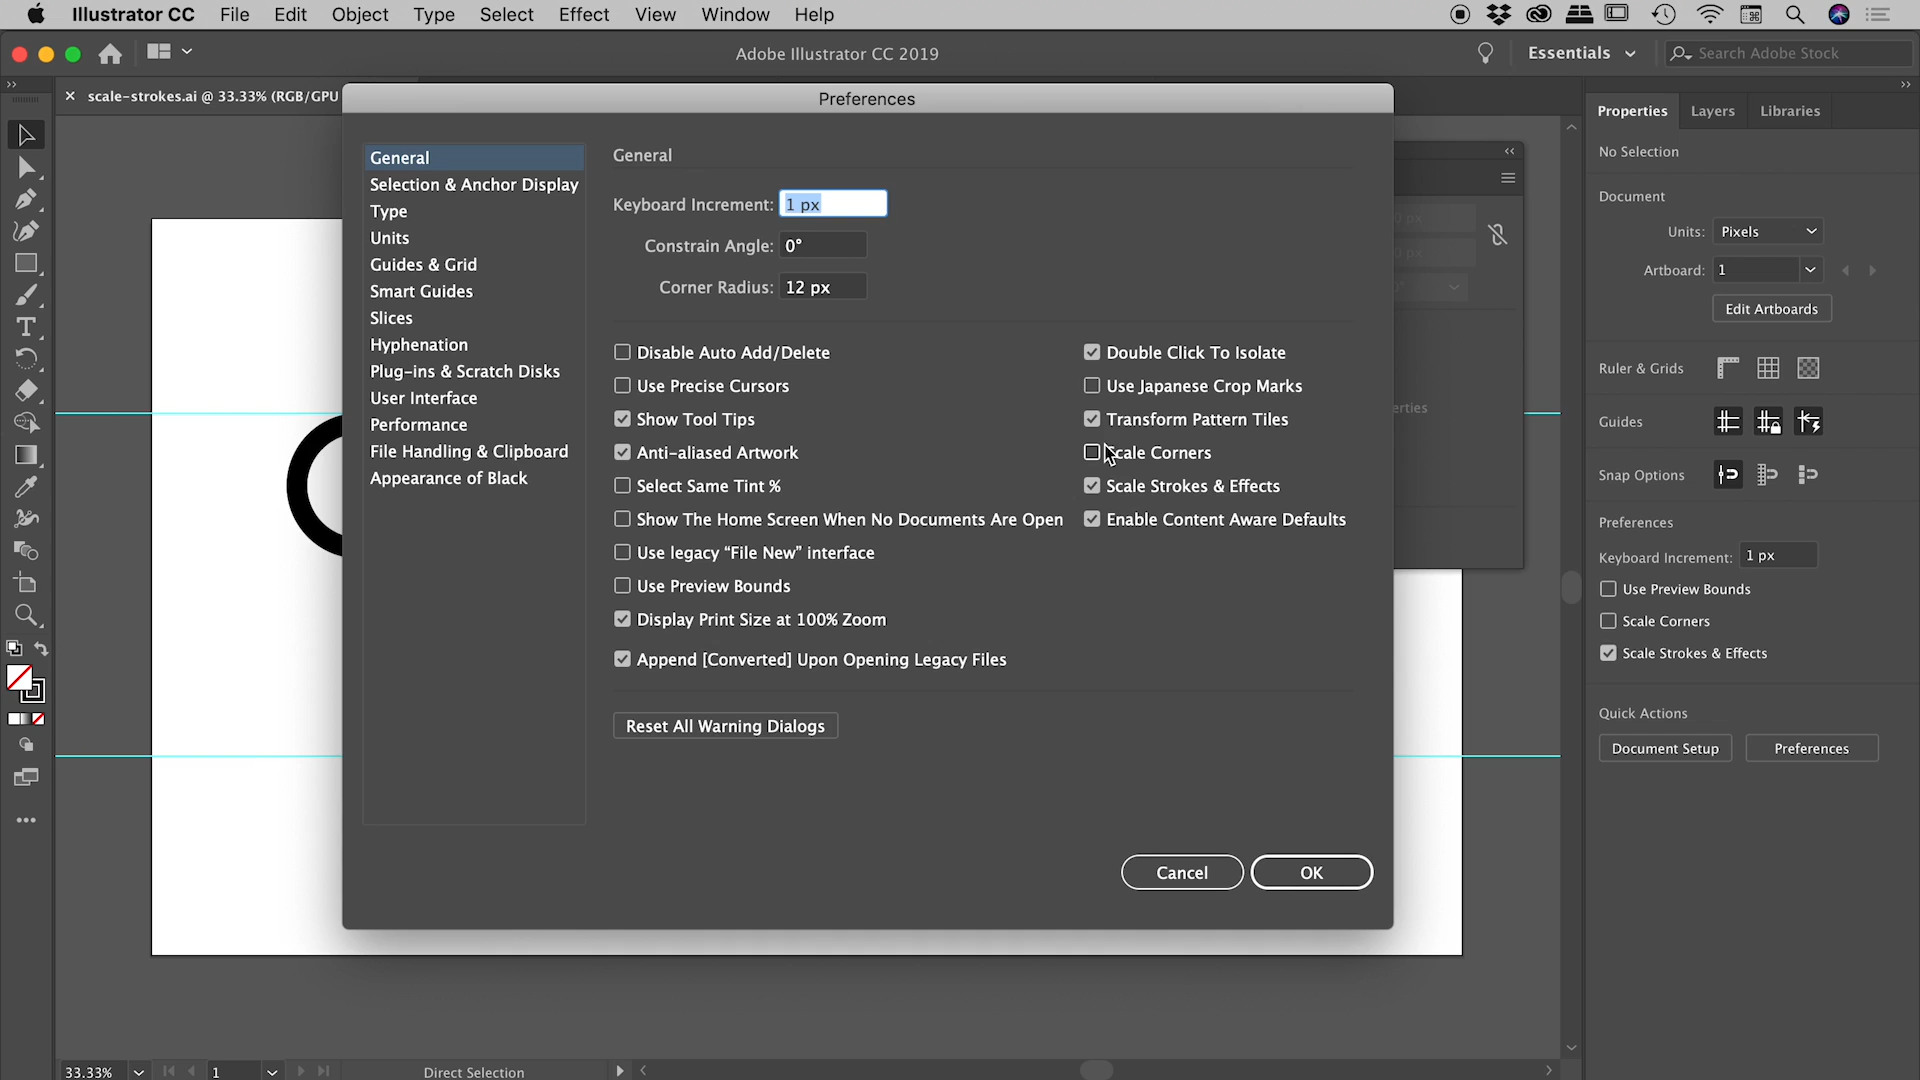 Illustrator CC File Edit Object Type Select Effect View Window Help
Adobe Illustrator CC 2019
Essentials
Search Adobe Stock
scale-strokes.ai @ 33.33% (RGB/GPU
Preferences
General
Selection & Anchor Display
Type
Units
Guides & Grid
Smart Guides
Slices
Hyphenation
Plug-ins & Scratch Disks
User Interface
Performance
File Handling & Clipboard
Appearance of Black
General
Keyboard Increment: 1 px
Constrain Angle: 0°
Corner Radius: 12 px
Disable Auto Add/Delete
Use Precise Cursors
Show Tool Tips
Anti-aliased Artwork
Select Same Tint %
Show The Home Screen When No Documents Are Open
Use legacy “File New” interface
Use Preview Bounds
Display Print Size at 100% Zoom
Append [Converted] Upon Opening Legacy Files
Double Click To Isolate
Use Japanese Crop Marks
Transform Pattern Tiles
Scale Corners
Scale Strokes & Effects
Enable Content Aware Defaults
Reset All Warning Dialogs
Cancel
OK
Properties Layers Libraries
No Selection
Document
Units: Pixels
Artboard: 1
Edit Artboards
Ruler & Grids
Guides
Snap Options
Preferences
Keyboard Increment: 1 px
Use Preview Bounds
Scale Corners
Scale Strokes & Effects
Quick Actions
Document Setup
Preferences
33.33%
1
Direct Selection